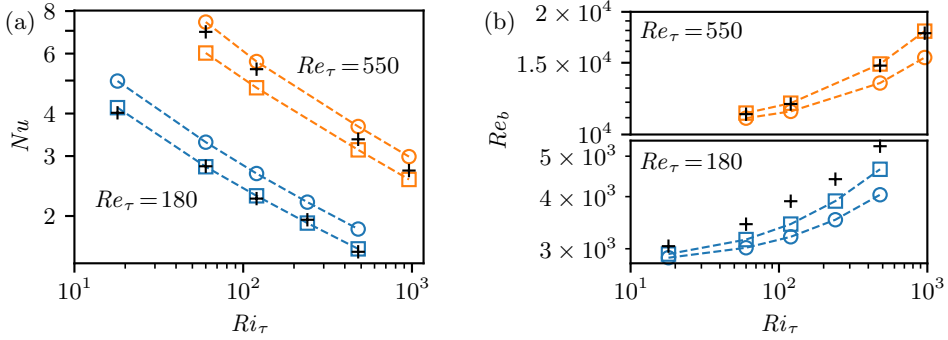 (a)
8
6
4
3
2
Nu
Re_τ = 550
Re_τ = 180
10^1
10^2
10^3
Ri_τ
(b)
2 × 10^4
1.5 × 10^4
10^4
Re_τ = 550
Re_b
5 × 10^3
4 × 10^3
3 × 10^3
Re_τ = 180
10^1
10^2
10^3
Ri_τ